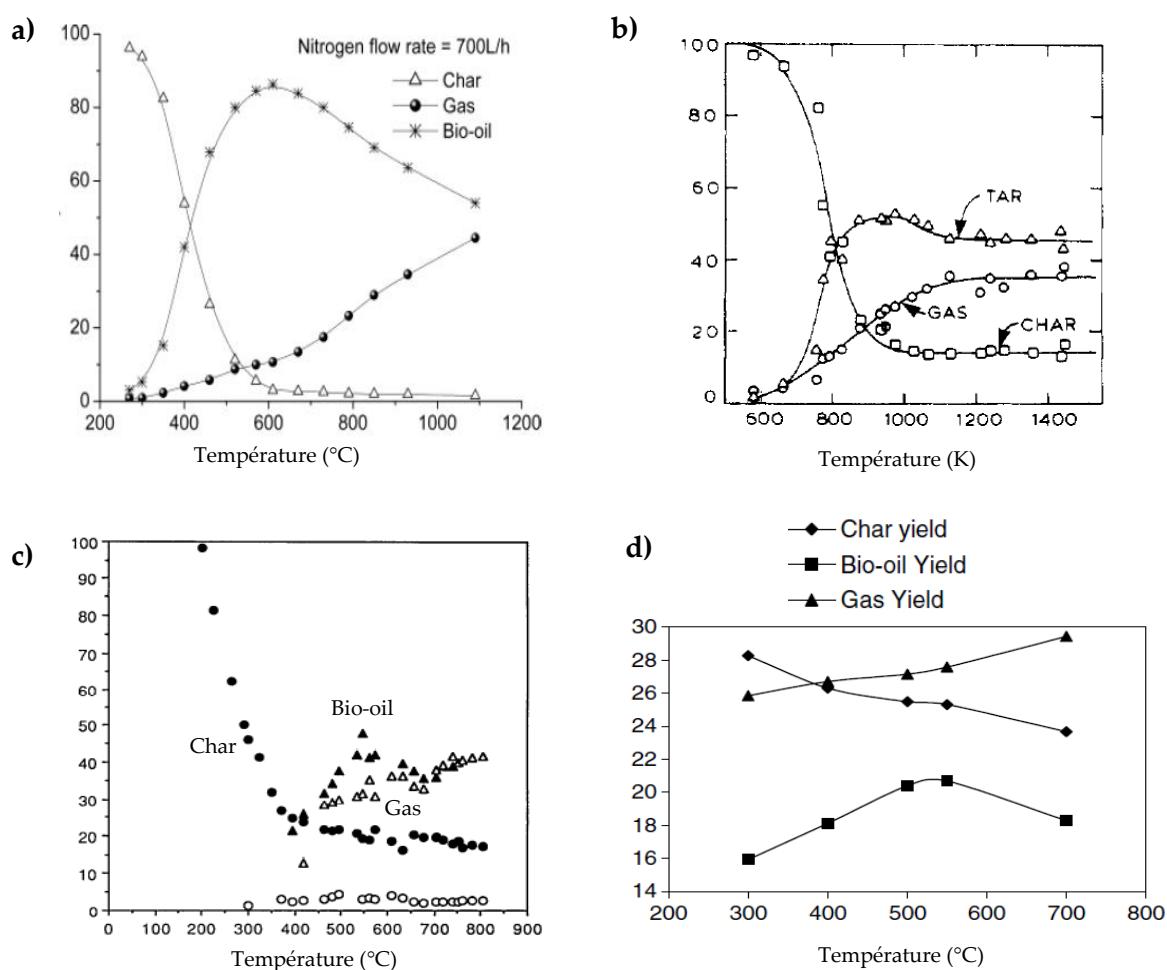 a)
Nitrogen flow rate = 700L/h
Char
Gas
Bio-oil
100
80
60
40
20
0
200 400 600 800 1000 1200
Température (°C)
b)
100
80
60
40
20
0
TAR
GAS
CHAR
600 800 1000 1200 1400
Température (K)
c)
100
90
80
70
60
50
40
30
20
10
0
Bio-oil
Char
Gas
0 100 200 300 400 500 600 700 800 900
Température (°C)
d)
Char yield
Bio-oil Yield
Gas Yield
30
28
26
24
22
20
18
16
14
200 300 400 500 600 700 800
Température (°C)